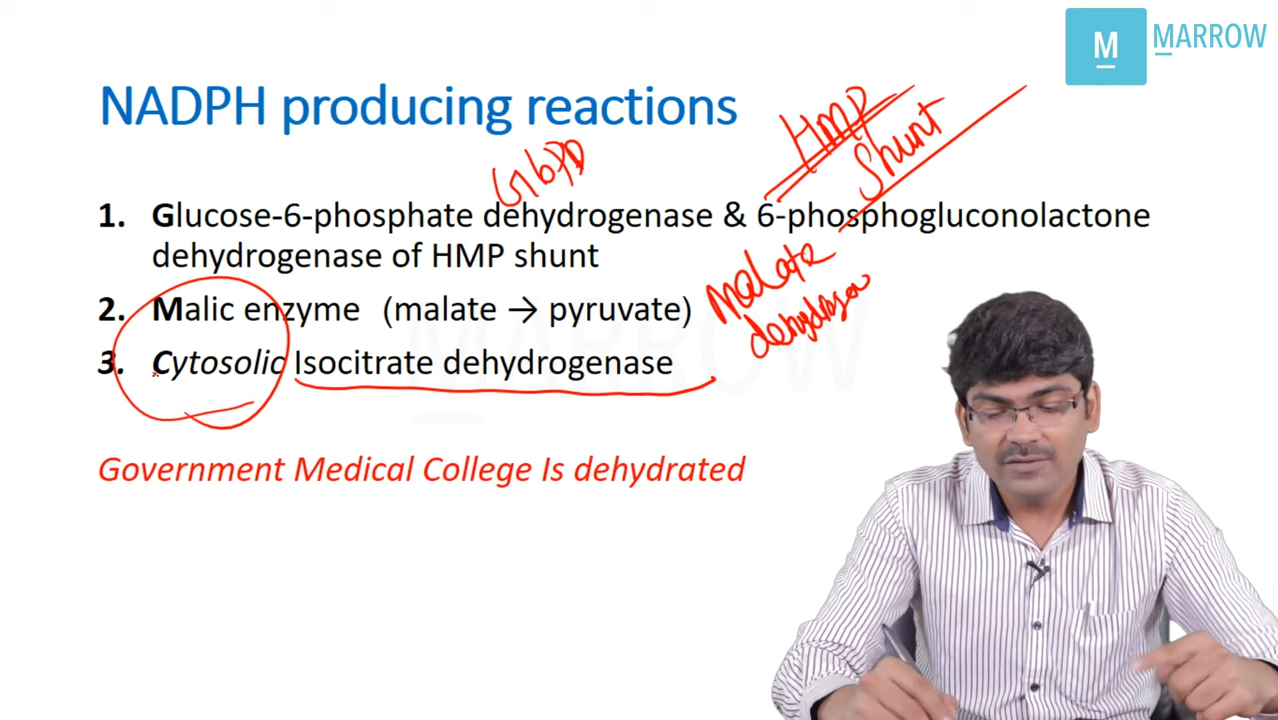 M MARROW
NADPH producing reactions
HMP
Shunt
G6PD
1. Glucose-6-phosphate dehydrogenase & 6-phosphogluconolactone
dehydrogenase of HMP shunt
2. Malic enzyme (malate → pyruvate)
malate
3. Cytosolic Isocitrate dehydrogenase
Government Medical College Is dehydrated
MARROW